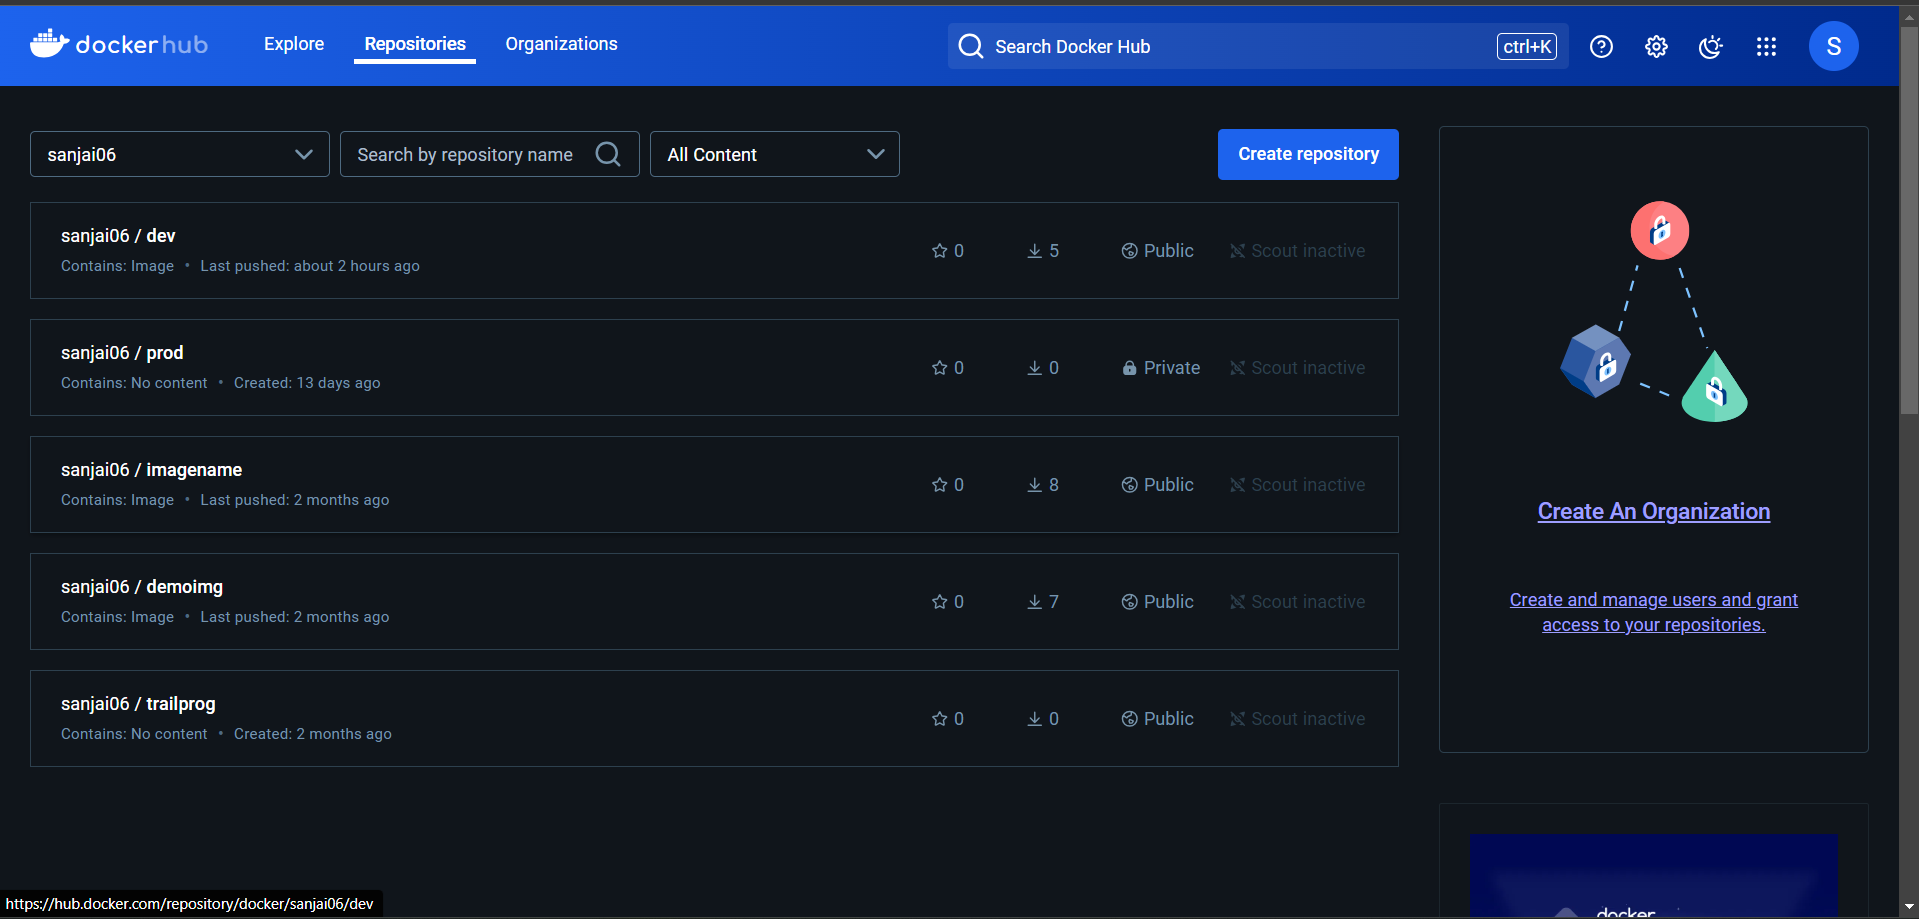 docker hub
Explore
Repositories
Organizations
Search Docker Hub
ctrl+K
S
sanjai06
Search by repository name
All Content
Create repository
sanjai06 / dev
Contains: Image • Last pushed: about 2 hours ago
0
5
Public
Scout inactive
sanjai06 / prod
Contains: No content • Created: 13 days ago
0
0
Private
Scout inactive
sanjai06 / imagename
Contains: Image • Last pushed: 2 months ago
0
8
Public
Scout inactive
sanjai06 / demoimg
Contains: Image • Last pushed: 2 months ago
0
7
Public
Scout inactive
sanjai06 / trailprog
Contains: No content • Created: 2 months ago
0
0
Public
Scout inactive
Create An Organization
Create and manage users and grant
access to your repositories.
docker
https://hub.docker.com/repository/docker/sanjai06/dev